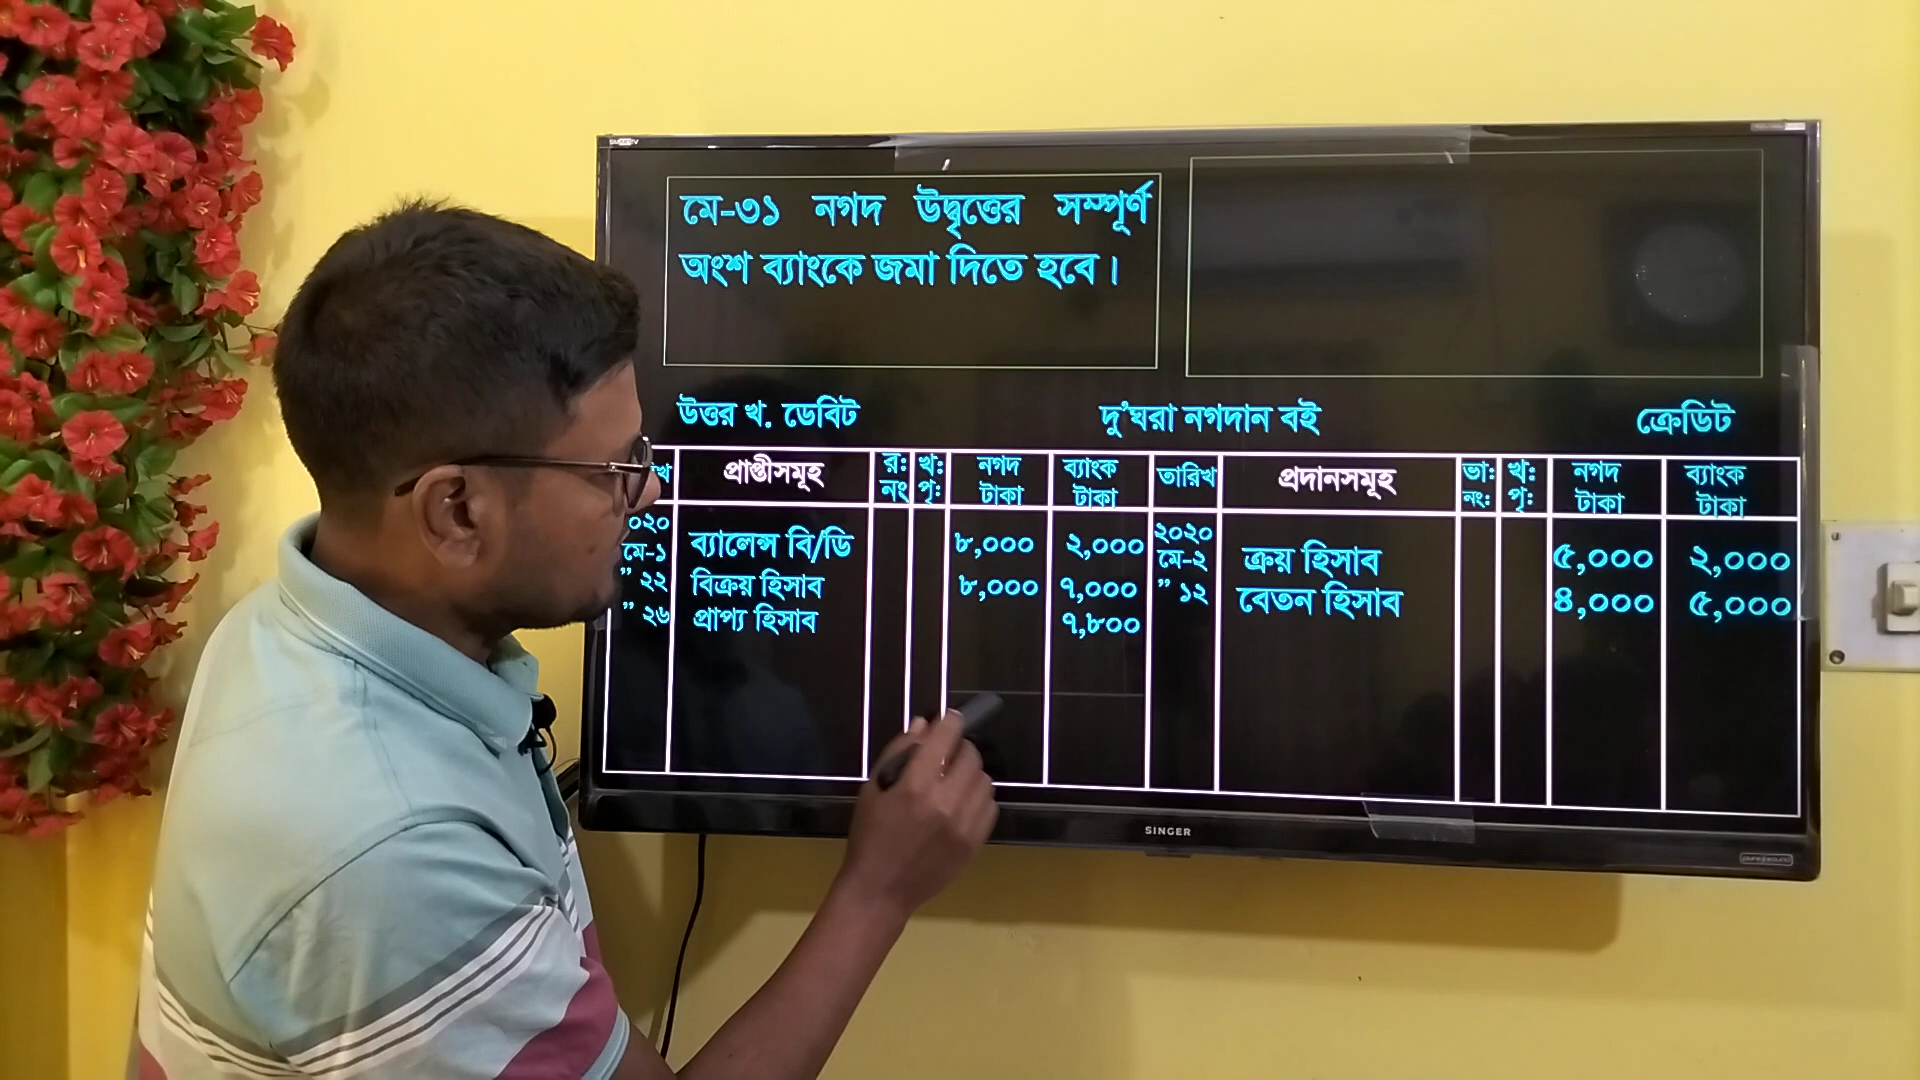 মে-৩১ নগদ উদ্বৃত্তের সম্পূর্ণ
অংশ ব্যাংকে জমা দিতে হবে।
উত্তর খ. ডেবিট দু'ঘরা নগদান বই ক্রেডিট
খ প্রাপ্তীসমূহ র: নং খ: পৃ: নগদ টাকা ব্যাংক টাকা তারিখ প্রদানসমূহ ভা: নং: খ: পৃ: নগদ টাকা ব্যাংক টাকা
০২০ ২০২০
মে-১ ব্যালেন্স বি/ডি ৮,০০০ ২,০০০ মে-২ ক্রয় হিসাব ৫,০০০ ২,০০০
" ২২ বিক্রয় হিসাব ৮,০০০ ৭,০০০ " ১২ বেতন হিসাব ৪,০০০ ৫,০০০
" ২৬ প্রাপ্য হিসাব ৭,৮০০
SINGER